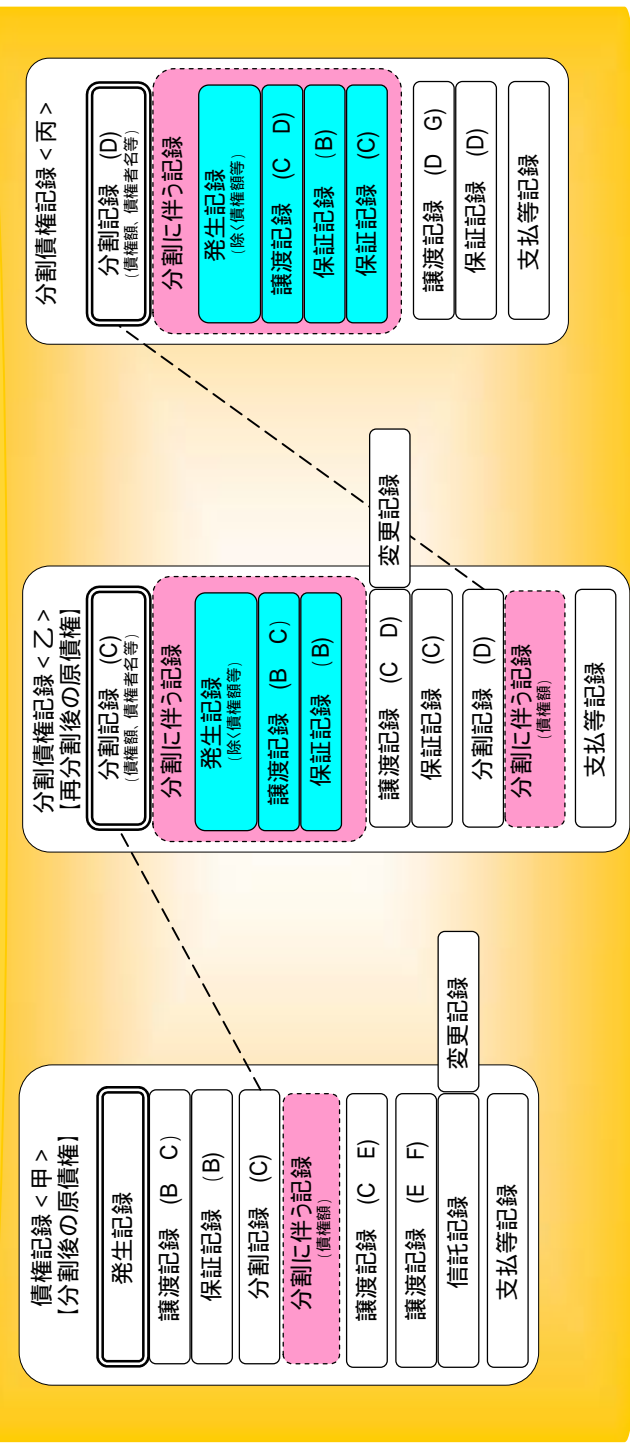 債権記録＜甲＞
【分割後の原債権】
発生記録
譲渡記録 (B C)
保証記録 (B)
分割記録 (C)
分割に伴う記録
(債権額)
譲渡記録 (C E)
譲渡記録 (E F)
信託記録
変更記録
支払等記録
分割債権記録＜乙＞
【再分割後の原債権】
分割記録 (C)
(債権額、債権者名等)
分割に伴う記録
発生記録
(除く債権額等)
譲渡記録 (B C)
保証記録 (B)
譲渡記録 (C D)
変更記録
保証記録 (C)
分割記録 (D)
分割に伴う記録
(債権額)
支払等記録
分割債権記録＜丙＞
分割記録 (D)
(債権額、債権者名等)
分割に伴う記録
発生記録
(除く債権額等)
譲渡記録 (C D)
保証記録 (B)
保証記録 (C)
譲渡記録 (D G)
保証記録 (D)
支払等記録